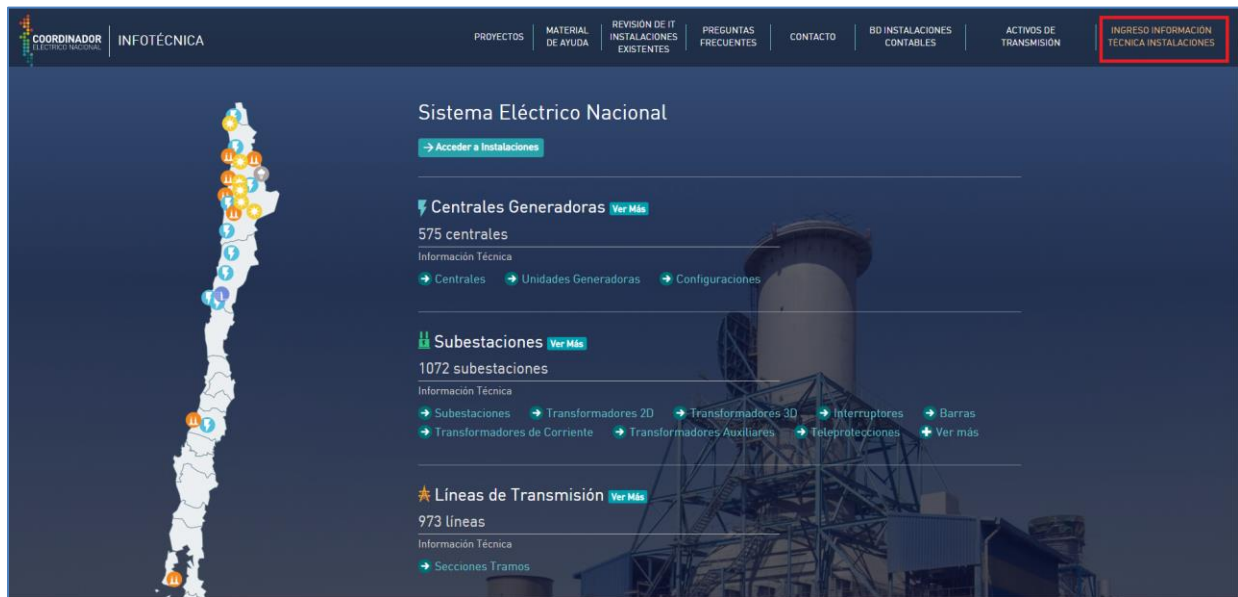 COORDINADOR
ELÉCTRICO NACIONAL
INFOTÉCNICA
PROYECTOS
MATERIAL
DE AYUDA
REVISIÓN DE IT
INSTALACIONES
EXISTENTES
PREGUNTAS
FRECUENTES
CONTACTO
BD INSTALACIONES
CONTABLES
ACTIVOS DE
TRANSMISIÓN
INGRESO INFORMACIÓN
TÉCNICA INSTALACIONES
Sistema Eléctrico Nacional
Acceder a Instalaciones
Centrales Generadoras Ver Más
575 centrales
Información Técnica
Centrales Unidades Generadoras Configuraciones
Subestaciones Ver Más
1072 subestaciones
Información Técnica
Subestaciones Transformadores 2D Transformadores 3D Interruptores Barras
Transformadores de Corriente Transformadores Auxiliares Teleprotecciones Ver más
Líneas de Transmisión Ver Más
973 líneas
Información Técnica
Secciones Tramos